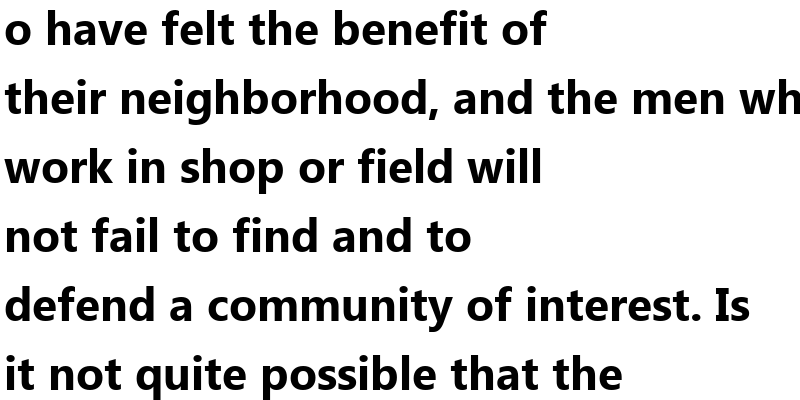 o have felt the benefit of
their neighborhood, and the men wh
work in shop or field will
not fail to find and to
defend a community of interest. Is
it not quite possible that the